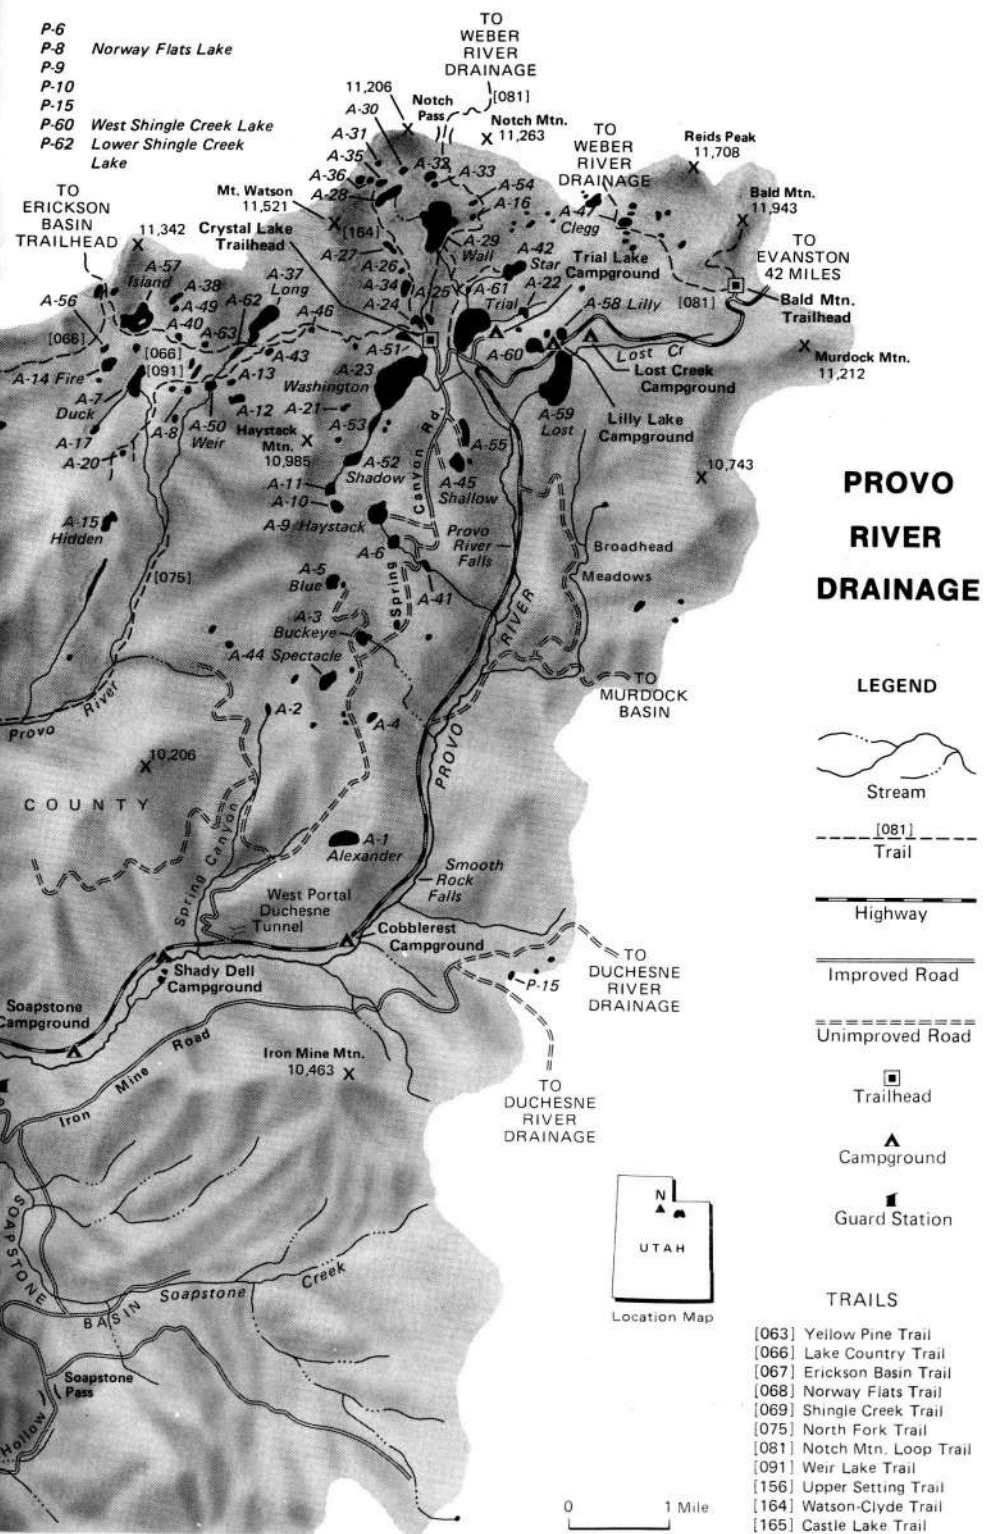 P-6
P-8 Norway Flats Lake
P-9
P-10
P-15
P-60 West Shingle Creek Lake
P-62 Lower Shingle Creek
Lake
TO
WEBER
RIVER
DRAINAGE
[081]
11,206
Notch
Pass
Notch Mtn.
11,263
A-30
A-31
A-35
A-36
A-28
A-32
A-33
A-54
A-16
TO
WEBER
RIVER
DRAINAGE
Reids Peak
11,708
Bald Mtn.
11,943
A-47
Clegg
TO
EVANSTON
42 MILES
TO
ERICKSON
BASIN
TRAILHEAD
11,342
Mt. Watson
11,521
Crystal Lake
Trailhead
[164]
A-29
Wall
A-42
Star
Trial Lake
Campground
A-27
A-26
A-34
A-24
A-25
A-61
A-22
Trial
A-58 Lilly
[081]
Bald Mtn.
Trailhead
A-57
Island
A-38
A-49
A-37
Long
A-62
A-56
A-40
A-63
A-46
[066]
[066]
[091]
A-43
A-51
A-60
Lost Cr
Lost Creek
Campground
Murdock Mtn.
11,212
A-14 Fire
A-13
A-23
Washington
A-7
Duck
A-12
A-21
A-59
Lost
Lilly Lake
Campground
A-17
A-8
A-50
Weir
Haystack
Mtn.
10,985
A-53
A-55
A-20
A-52
Shadow
A-45
Shallow
10,743
A-11
A-10
A-9 Haystack
A-15
Hidden
Canyon Rd.
Spring
Provo
River
Falls
A-6
Broadhead
Meadows
[075]
A-5
Blue
A-41
A-3
Buckeye
A-44 Spectacle
RIVER
PROVO
TO
MURDOCK
BASIN
A-2
A-4
Provo River
10,206
COUNTY
Spring Canyon
A-1
Alexander
Smooth
Rock
Falls
West Portal
Duchesne
Tunnel
Cobblerest
Campground
Shady Dell
Campground
TO
DUCHESNE
RIVER
DRAINAGE
P-15
Soapstone
Campground
Iron Mine Road
Iron Mine Mtn.
10,463
TO
DUCHESNE
RIVER
DRAINAGE
SOAPSTONE
BASIN
Soapstone Creek
Soapstone
Pass
Hollow
PROVO
RIVER
DRAINAGE
LEGEND
Stream
[081]
Trail
Highway
Improved Road
Unimproved Road
Trailhead
Campground
Guard Station
N
UTAH
Location Map
TRAILS
[063] Yellow Pine Trail
[066] Lake Country Trail
[067] Erickson Basin Trail
[068] Norway Flats Trail
[069] Shingle Creek Trail
[075] North Fork Trail
[081] Notch Mtn. Loop Trail
[091] Weir Lake Trail
[156] Upper Setting Trail
[164] Watson-Clyde Trail
[165] Castle Lake Trail
0 1 Mile